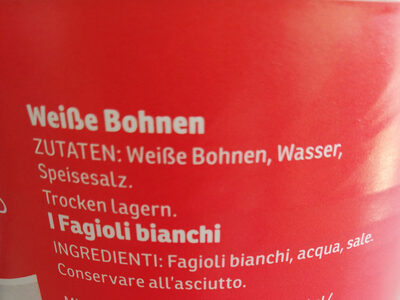 Weiße Bohnen
ZUTATEN: Weiße Bohnen, Wasser,
Speisesalz.
Trocken lagern.
I Fagioli bianchi
INGREDIENTI: Fagioli bianchi, acqua, sale.
Conservare all'asciutto.